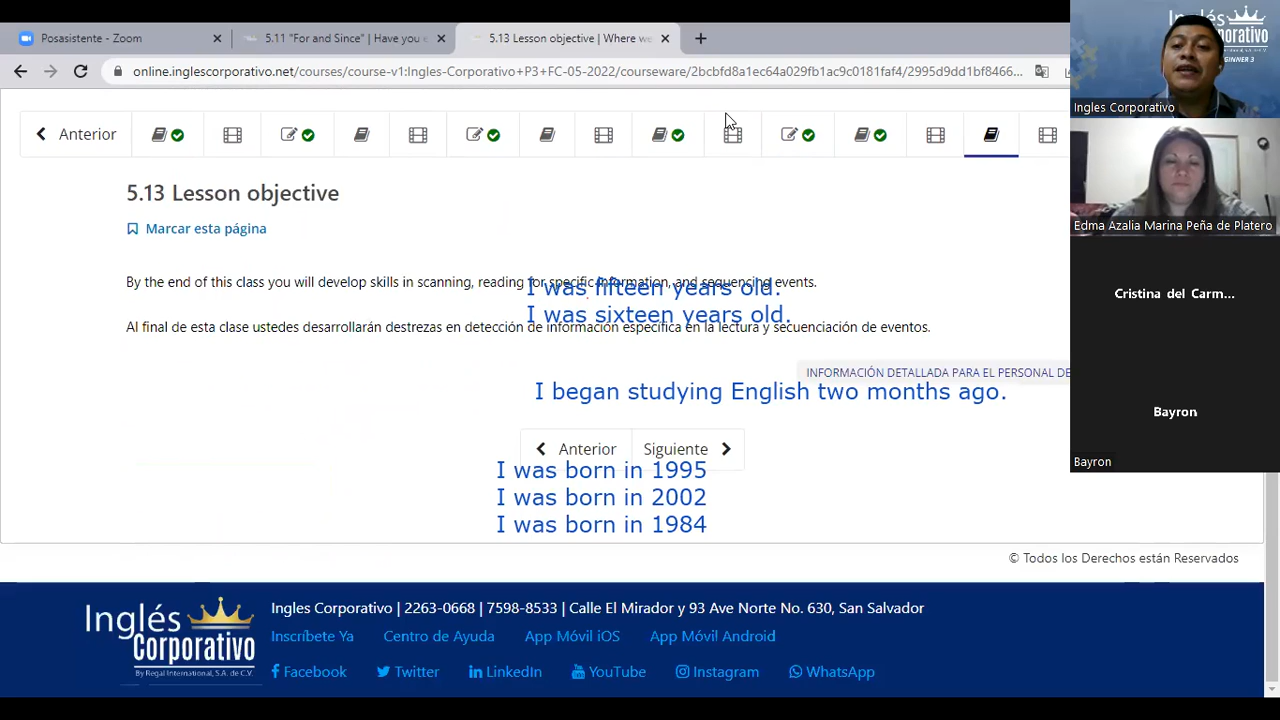 Posasistente - Zoom
5.11 "For and Since" | Have you e
5.13 Lesson objective | Where we
online.inglescorporativo.net/courses/course-v1:Ingles-Corporativo+P3+FC-05-2022/courseware/2bcbfd8a1ec64a029fb1ac9c0181faf4/2995d9dd1bf8466...
Inglés
Ingles Corporativo
Edma Azalia Marina Peña de Platero
Cristina del Carm...
Bayron
Bayron
Anterior
5.13 Lesson objective
Marcar esta página
By the end of this class you will develop skills in scanning, reading for specific information, and sequencing events.
I was fifteen years old.
I was sixteen years old.
Al final de esta clase ustedes desarrollarán destrezas en detección de información específica en la lectura y secuenciación de eventos.
INFORMACIÓN DETALLADA PARA EL PERSONAL DE
I began studying English two months ago.
Anterior
Siguiente
I was born in 1995
I was born in 2002
I was born in 1984
© Todos los Derechos están Reservados
Inglés
Corporativo
By Regal International, S.A. de C.V.
Ingles Corporativo | 2263-0668 | 7598-8533 | Calle El Mirador y 93 Ave Norte No. 630, San Salvador
Inscríbete Ya Centro de Ayuda App Móvil iOS App Móvil Android
Facebook Twitter LinkedIn YouTube Instagram WhatsApp